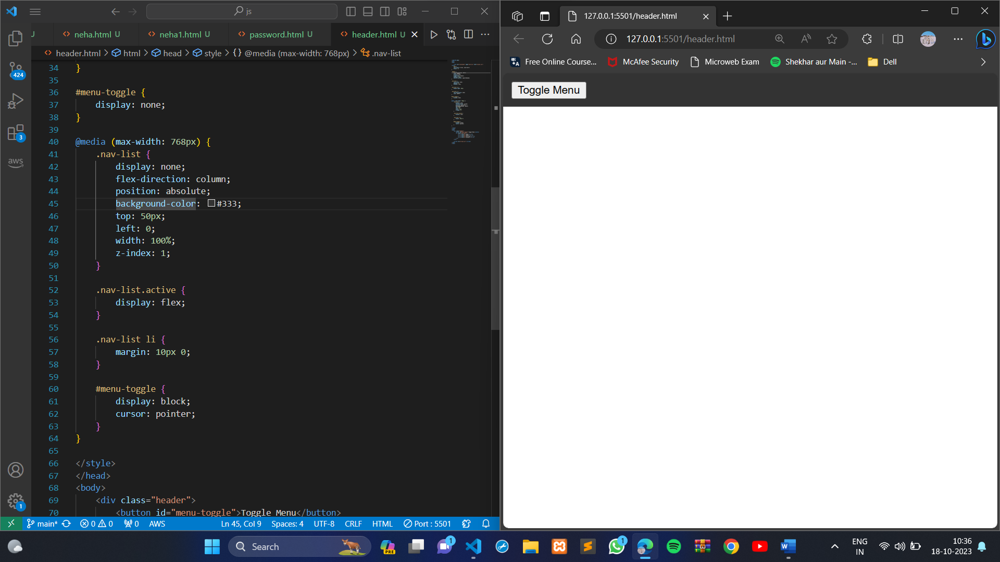 js
U
neha.html U
neha1.html U
password.html U
header.html U
header.html > html > head > style > {} @media (max-width: 768px) > .nav-list
34 }
35
36 #menu-toggle {
37 display: none;
38 }
39
40 @media (max-width: 768px) {
41 .nav-list {
42 display: none;
43 flex-direction: column;
44 position: absolute;
45 background-color: #333;
46 top: 50px;
47 left: 0;
48 width: 100%;
49 z-index: 1;
50 }
51
52 .nav-list.active {
53 display: flex;
54 }
55
56 .nav-list li {
57 margin: 10px 0;
58 }
59
60 #menu-toggle {
61 display: block;
62 cursor: pointer;
63 }
64 }
65
66 </style>
67 </head>
68 <body>
69 <div class="header">
70 <button id="menu-toggle">Toggle Menu</button>
424
3
aws
1
main* 0 0 0 AWS Ln 45, Col 9 Spaces: 4 UTF-8 CRLF HTML Port : 5501
127.0.0.1:5501/header.html
127.0.0.1:5501/header.html
Free Online Course... McAfee Security Microweb Exam Shekhar aur Main -... Dell
Toggle Menu
Search
PRE
1
1
ENG
IN
10:36
18-10-2023